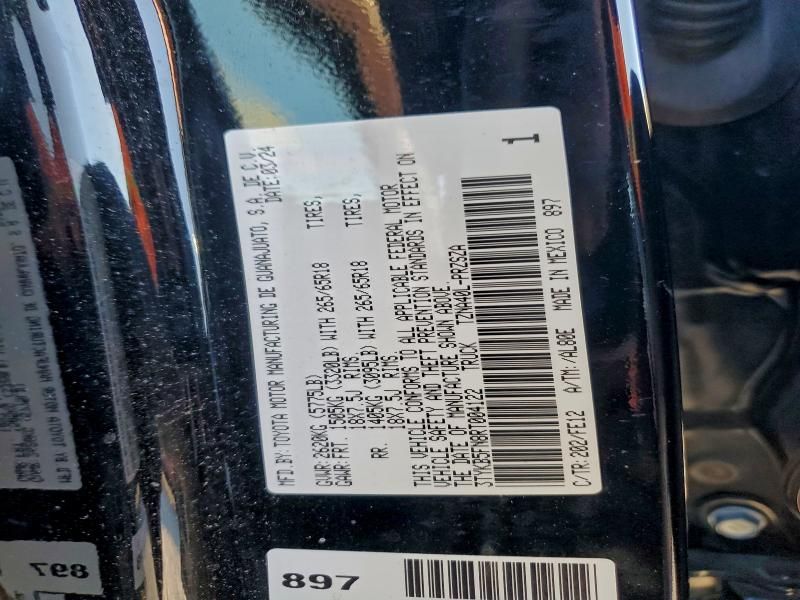 MFD.BY:TOYOTA MOTOR MANUFACTURING DE GUANAJUATO, S.A. DE C.V.
DATE:03/24
GVWR:2620KG (5775LB)
GAWR:FRT. 1505KG (3320LB) WITH 265/65R18 TIRES,
18X7.5J RIMS,
RR. 1405KG (3095LB) WITH 265/65R18 TIRES,
18X7.5J RIMS.
THIS VEHICLE CONFORMS TO ALL APPLICABLE FEDERAL MOTOR
VEHICLE SAFETY AND THEFT PREVENTION STANDARDS IN EFFECT ON
THE DATE OF MANUFACTURE SHOWN ABOVE.
TRUCK TZNA40L-PRZSZA
C/TR:202/FE12 A/TM:-/AL80E MADE IN MEXICO 897
1
897
897